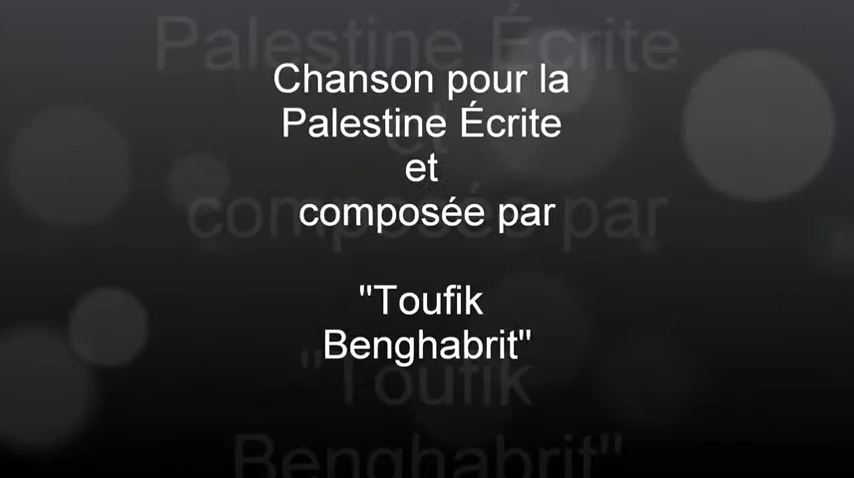 Chanson pour la
Palestine Écrite
et
composée par
"Toufik
Benghabrit"